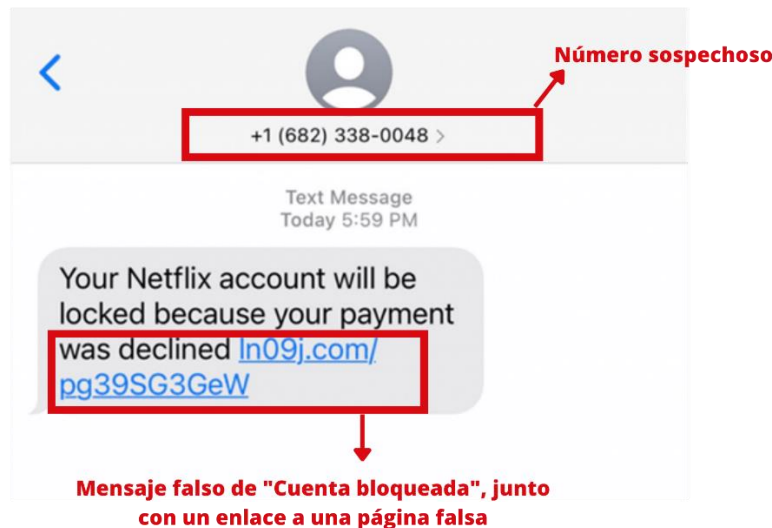 Número sospechoso
+1 (682) 338-0048 >
Text Message
Today 5:59 PM
Your Netflix account will be
locked because your payment
was declined ln09j.com/
pg39SG3GeW
Mensaje falso de "Cuenta bloqueada", junto
con un enlace a una página falsa